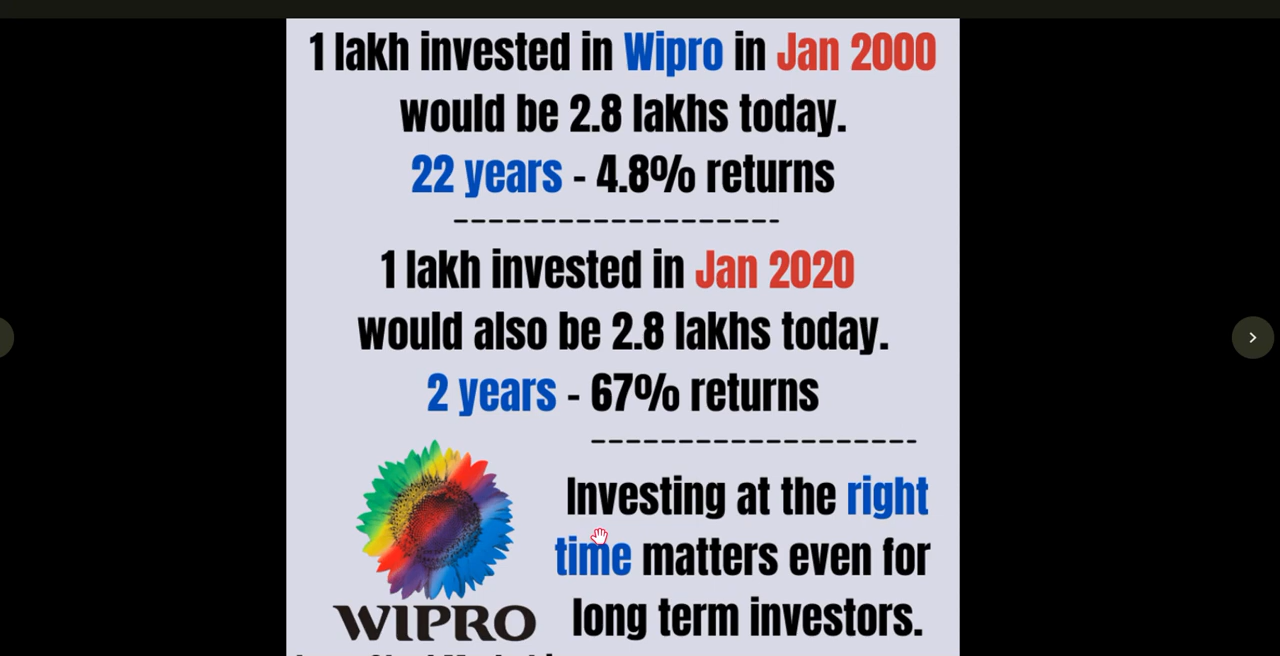 1 lakh invested in Wipro in Jan 2000
would be 2.8 lakhs today.
22 years - 4.8% returns
-------------------
1 lakh invested in Jan 2020
would also be 2.8 lakhs today.
2 years - 67% returns
-------------------
Investing at the right
time matters even for
long term investors.
WIPRO